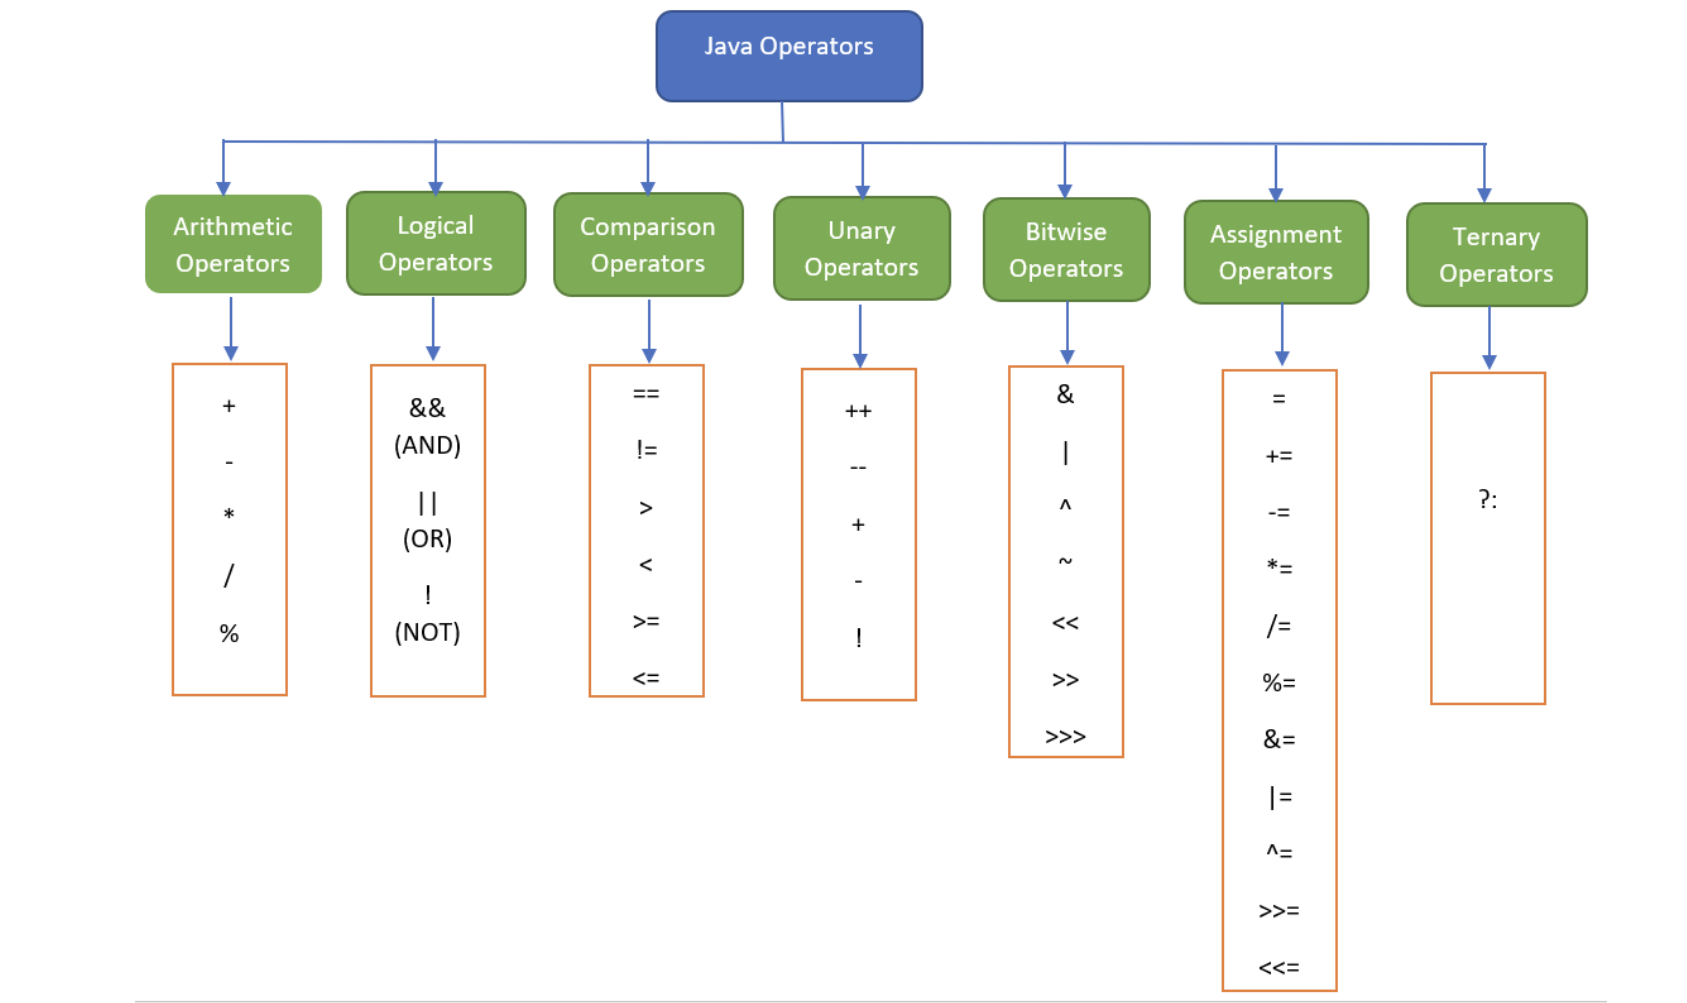 Java Operators
Arithmetic
Operators
Logical
Operators
Comparison
Operators
Unary
Operators
Bitwise
Operators
Assignment
Operators
Ternary
Operators
+
-
*
/
%
&&
(AND)
||
(OR)
!
(NOT)
==
!=
>
<
>=
<=
++
--
+
-
!
&
|
^
~
<<
>>
>>>
=
+=
-=
*=
/=
%=
&=
|=
^=
>>=
<<=
?: